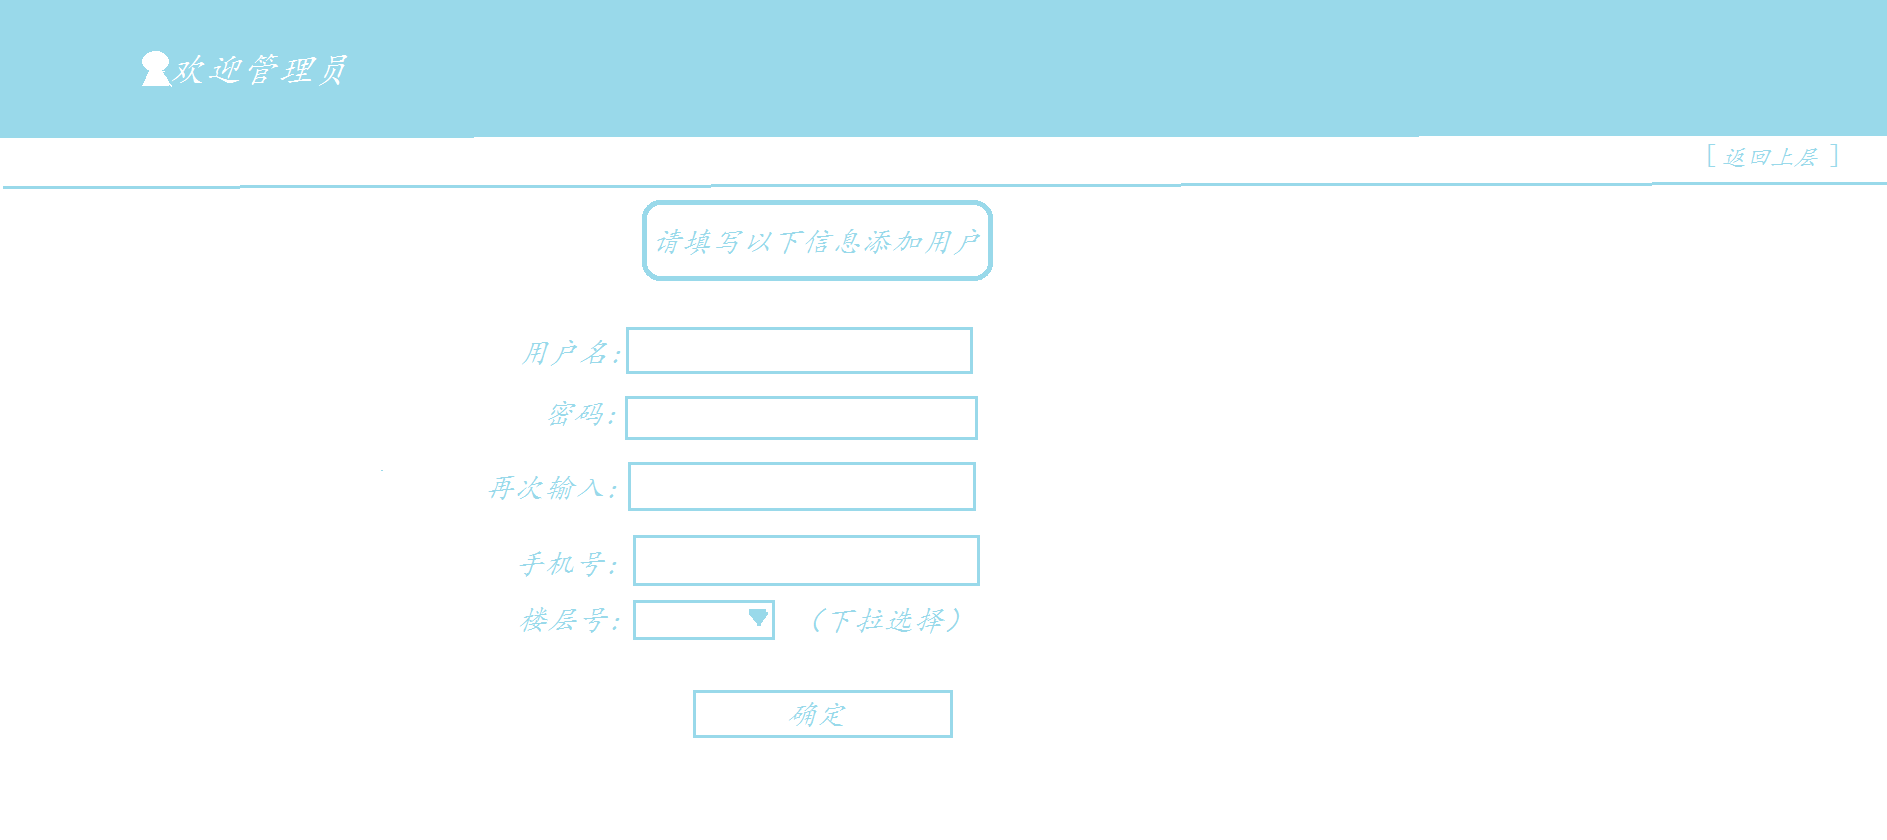 欢迎管理员
[返回上层]
请填写以下信息添加用户
用户名:
密码:
再次输入:
手机号:
楼层号: （下拉选择）
确定